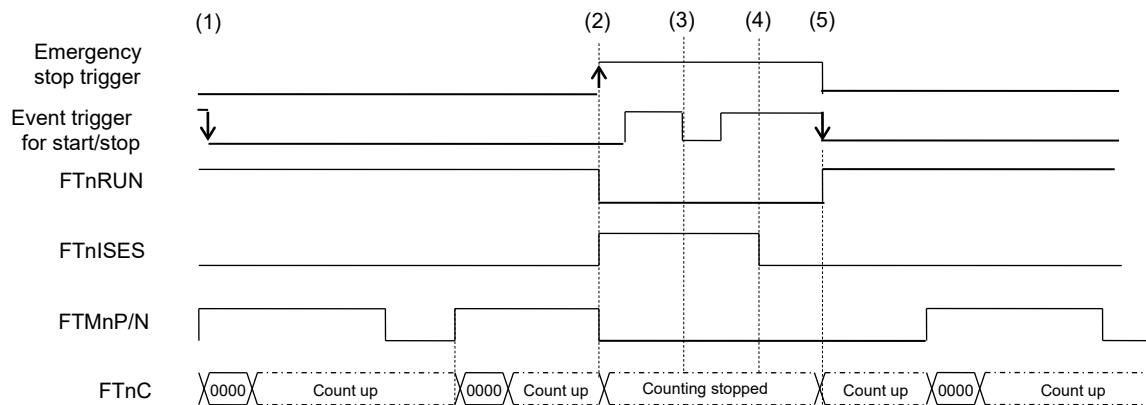 (1) (2) (3) (4) (5)
Emergency
stop trigger
Event trigger
for start/stop
FTnRUN
FTnISES
FTMnP/N
FTnC 0000 Count up 0000 Count up Counting stopped Count up 0000 Count up